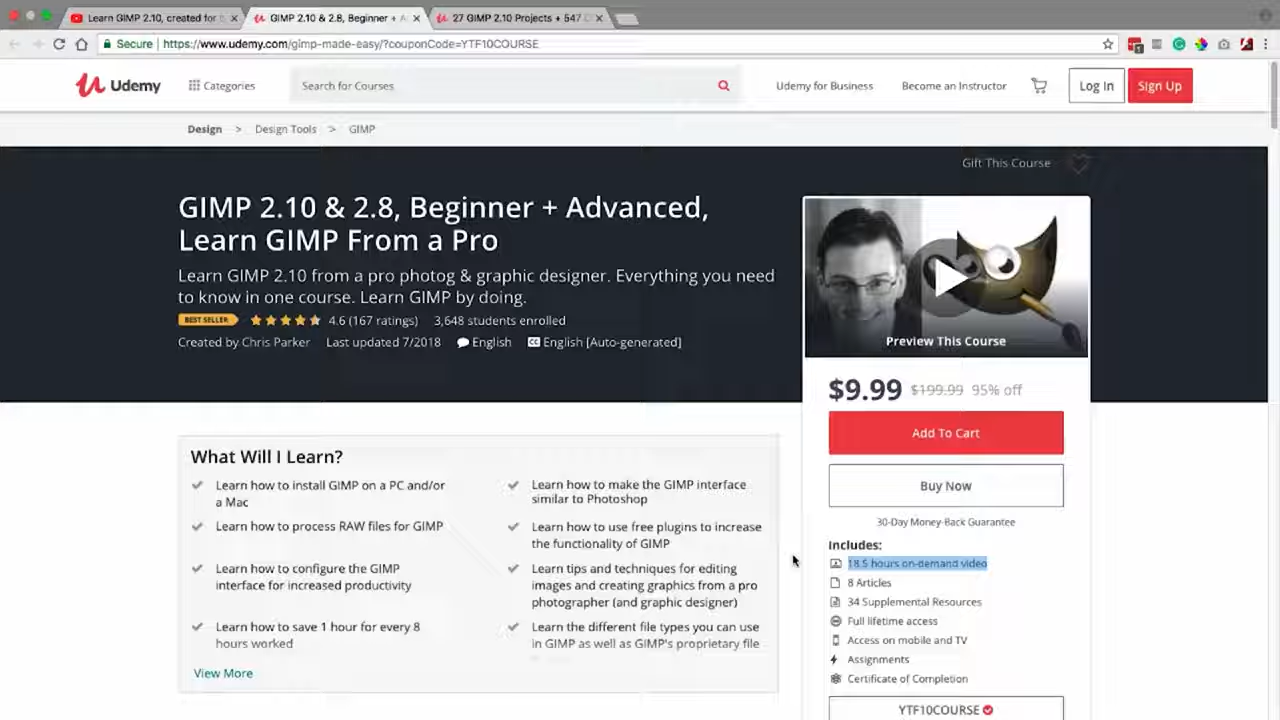 Learn GIMP 2.10, created for
GIMP 2.10 & 2.8, Beginner + A
27 GIMP 2.10 Projects + 547
Secure | https://www.udemy.com/gimp-made-easy/?couponCode=YTF10COURSE
Udemy
Categories
Search for Courses
Udemy for Business
Become an Instructor
Log In
Sign Up
Design > Design Tools > GIMP
Gift This Course
GIMP 2.10 & 2.8, Beginner + Advanced,
Learn GIMP From a Pro
Learn GIMP 2.10 from a pro photog & graphic designer. Everything you need
to know in one course. Learn GIMP by doing.
BEST SELLER 4.6 (167 ratings) 3,648 students enrolled
Created by Chris Parker Last updated 7/2018 English English [Auto-generated]
Preview This Course
$9.99 $199.99 95% off
Add To Cart
Buy Now
30-Day Money-Back Guarantee
Includes:
18.5 hours on-demand video
8 Articles
34 Supplemental Resources
Full lifetime access
Access on mobile and TV
Assignments
Certificate of Completion
YTF10COURSE
What Will I Learn?
Learn how to install GIMP on a PC and/or
a Mac
Learn how to process RAW files for GIMP
Learn how to configure the GIMP
interface for increased productivity
Learn how to save 1 hour for every 8
hours worked
Learn how to make the GIMP interface
similar to Photoshop
Learn how to use free plugins to increase
the functionality of GIMP
Learn tips and techniques for editing
images and creating graphics from a pro
photographer (and graphic designer)
Learn the different file types you can use
in GIMP as well as GIMP's proprietary file
View More